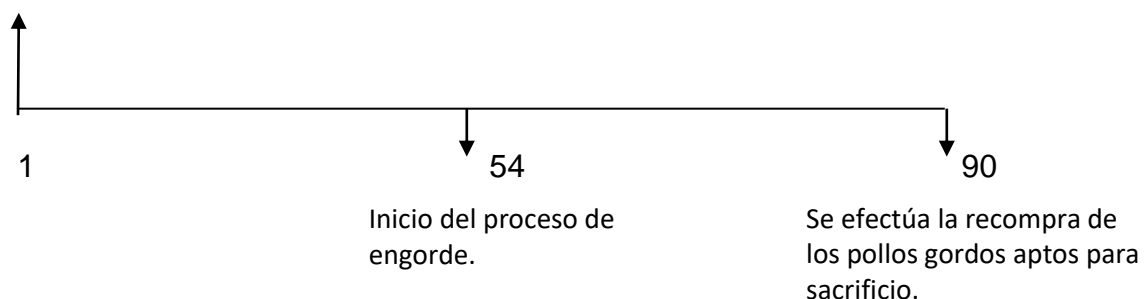 1
54
90
Inicio del proceso de
engorde.
Se efectúa la recompra de
los pollos gordos aptos para
sacrificio.